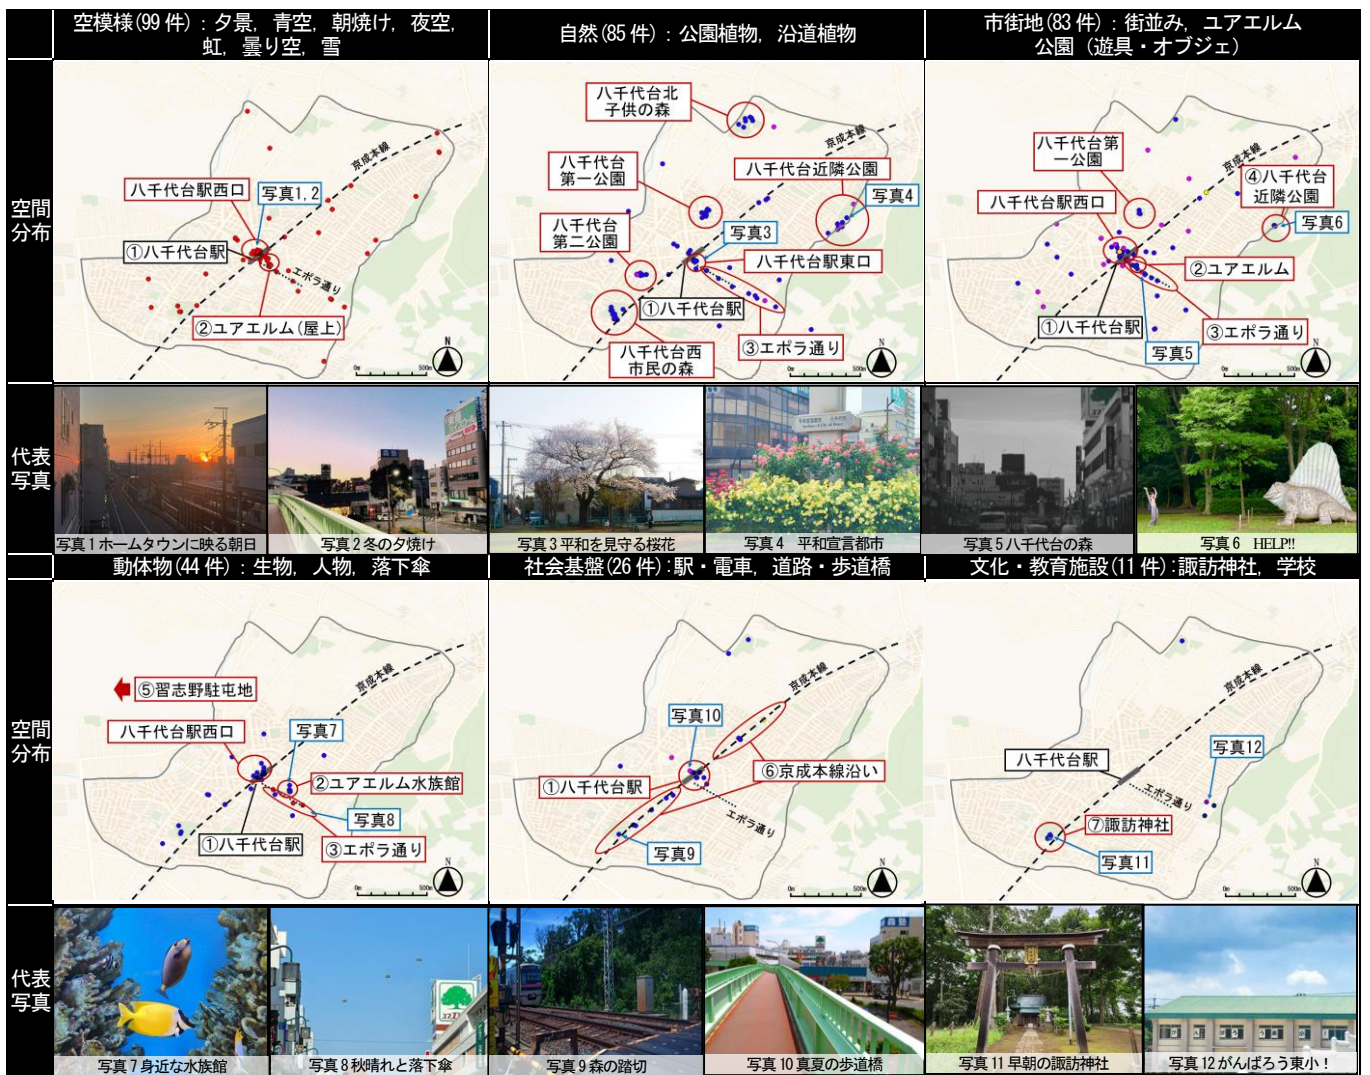 空模様(99 件)：夕景, 青空, 朝焼け, 夜空,
虹, 曇り空, 雪
自然(85 件)：公園植物, 沿道植物
市街地(83 件)：街並み, ユアエルム
公園（遊具・オブジェ）
空間
分布
八千代台駅西口
写真1,2
京成本線
①八千代台駅
エポラ通り
②ユアエルム(屋上)
N
0m
500m
八千代台北
子供の森
京成本線
八千代台
第一公園
八千代台近隣公園
写真4
八千代台
第二公園
写真3
八千代台駅東口
①八千代台駅
③エポラ通り
八千代台西
市民の森
N
0m
500m
八千代台第
一公園
京成本線
④八千代台
近隣公園
八千代台駅西口
写真6
②ユアエルム
①八千代台駅
③エポラ通り
写真5
N
0m
500m
代表
写真
写真 1 ホームタウンに映る朝日
写真 2 冬の夕焼け
写真 3 平和を見守る桜花
写真 4 平和宣言都市
写真 5 八千代台の森
写真 6 HELP!!
動体物(44 件)：生物, 人物, 落下傘
社会基盤(26 件)：駅・電車, 道路・歩道橋
文化・教育施設(11 件)：諏訪神社, 学校
空間
分布
京成本線
⑤習志野駐屯地
八千代台駅西口
写真7
②ユアエルム水族館
写真8
①八千代台駅
③エポラ通り
N
0m
500m
京成本線
写真10
①八千代台駅
⑥京成本線沿い
エポラ通り
写真9
N
0m
500m
京成本線
八千代台駅
写真12
エポラ通り
⑦諏訪神社
写真11
N
0m
500m
代表
写真
写真 7 身近な水族館
写真 8 秋晴れと落下傘
写真 9 森の踏切
写真 10 真夏の歩道橋
写真 11 早朝の諏訪神社
写真 12 がんばろう東小！